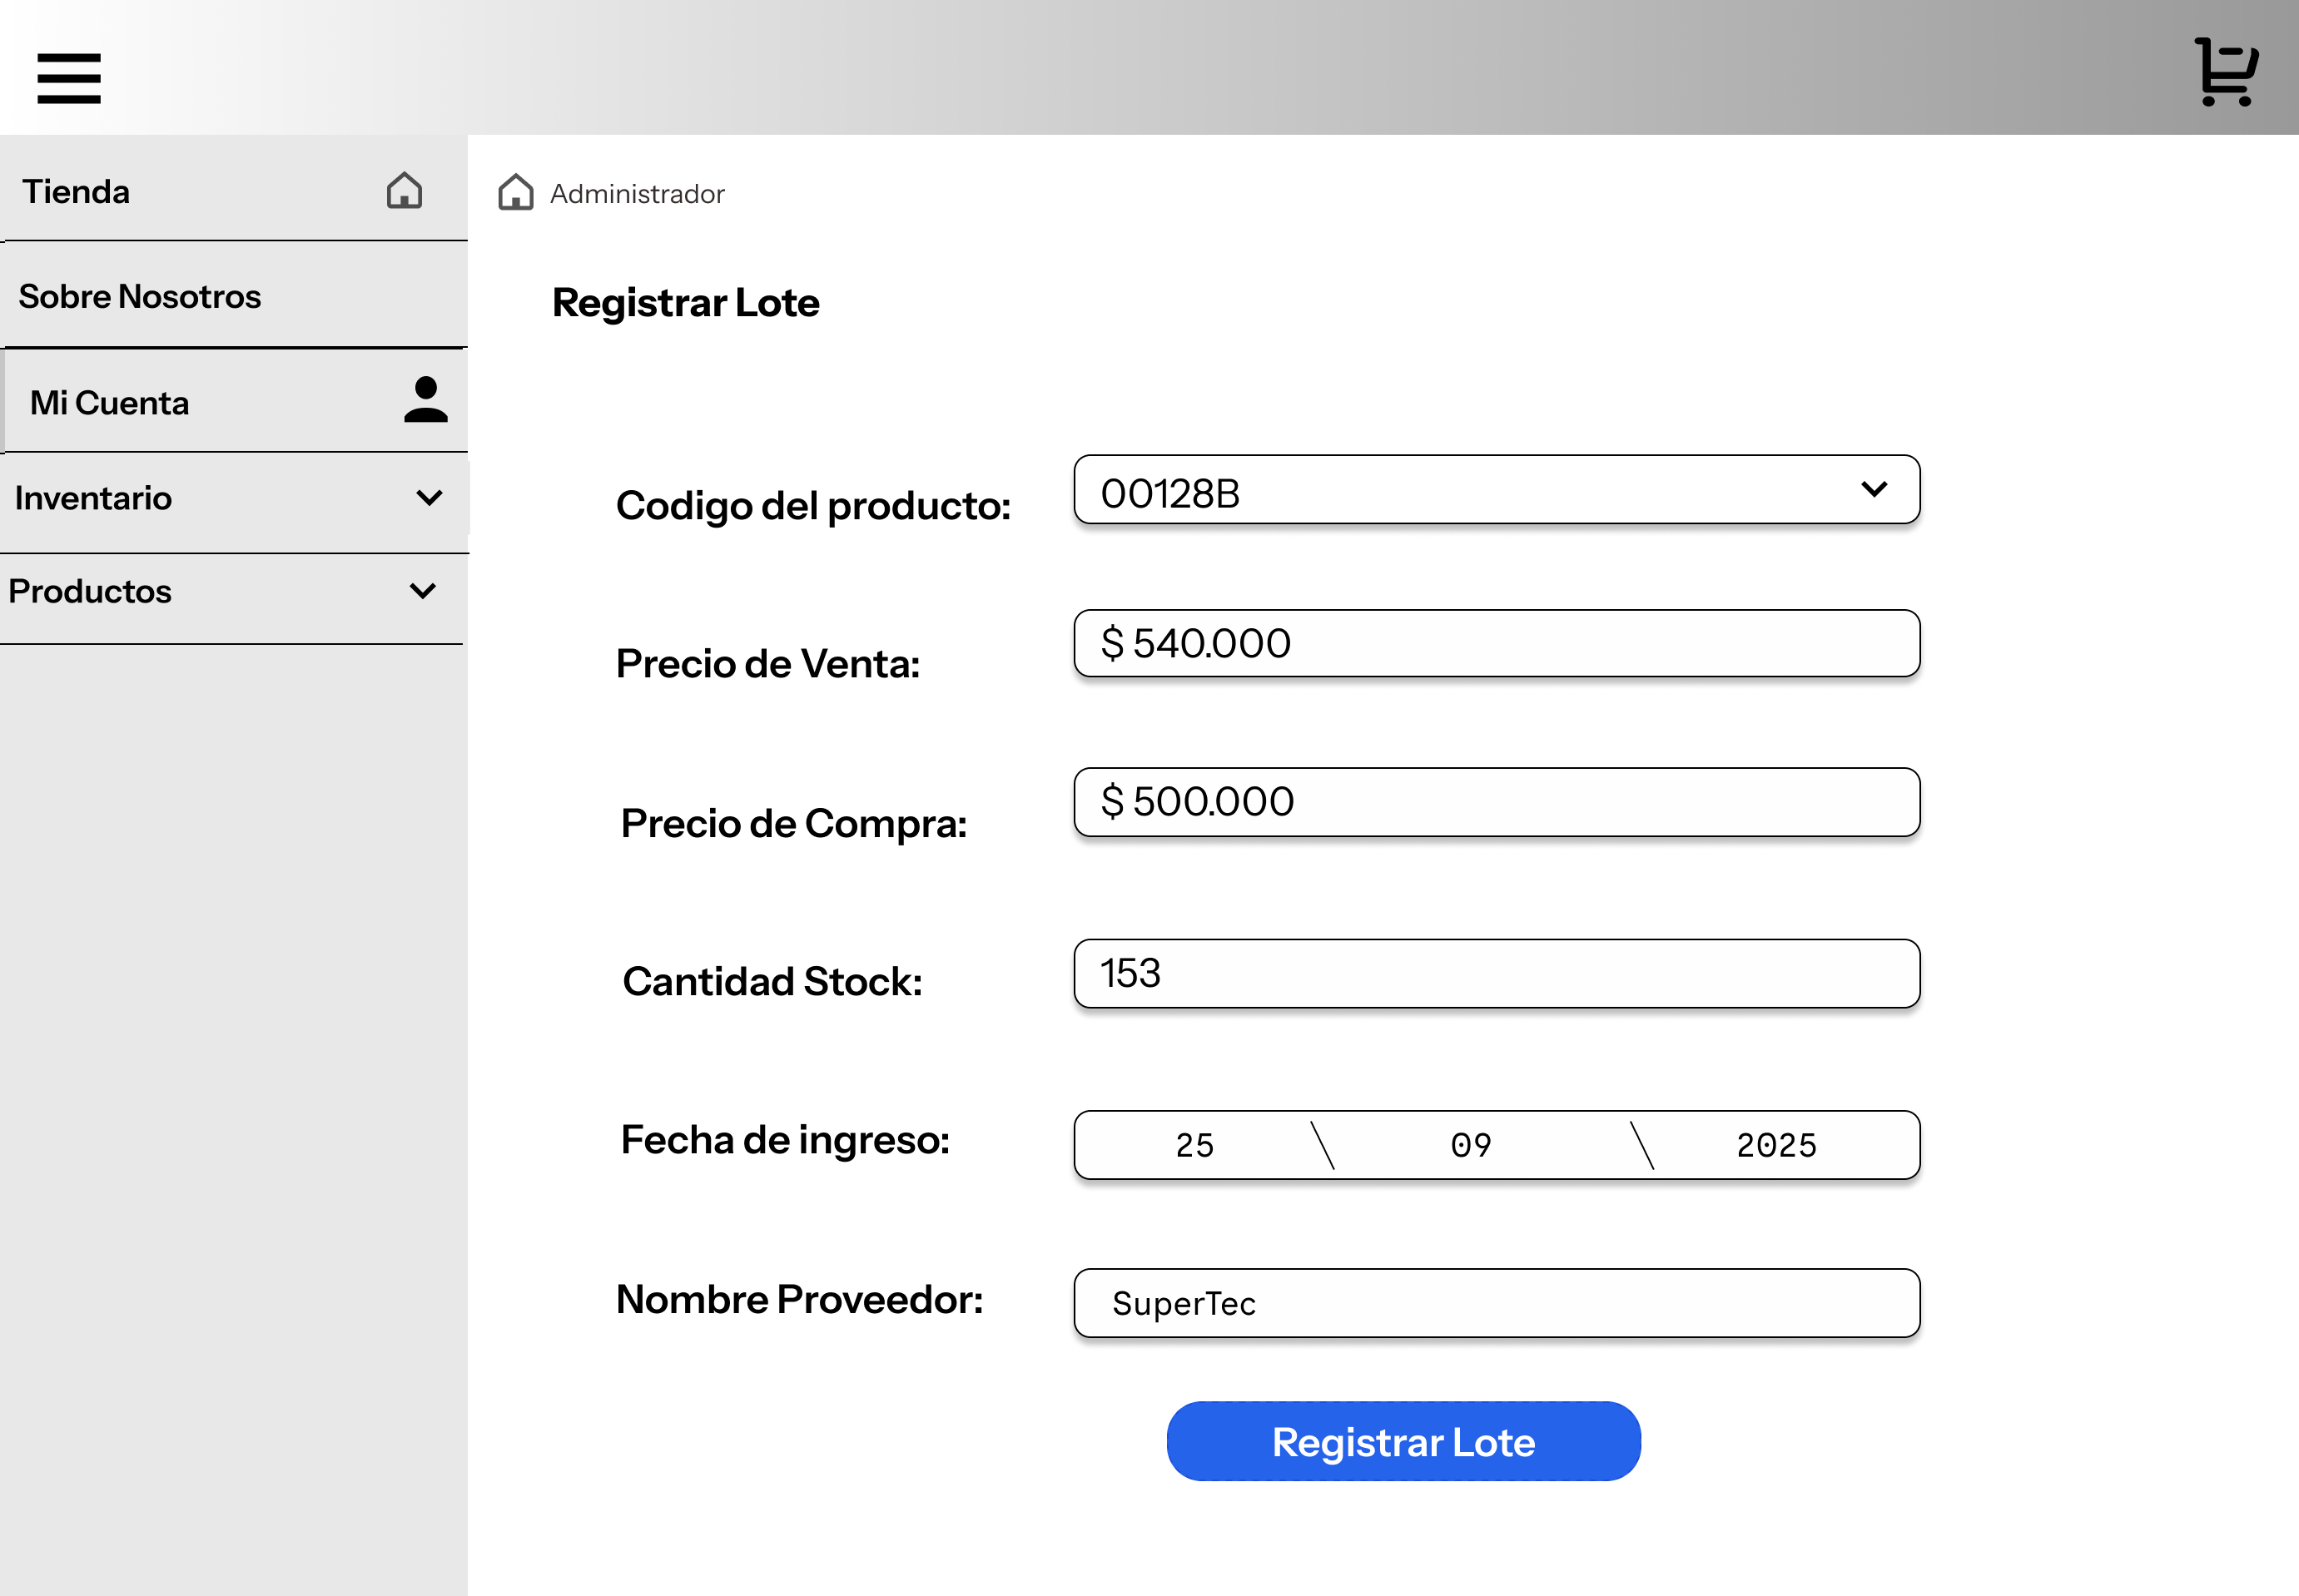 Tienda
Administrador
Sobre Nosotros
Registrar Lote
Mi Cuenta
Inventario
Productos
Codigo del producto: 00128B
Precio de Venta: $ 540.000
Precio de Compra: $ 500.000
Cantidad Stock: 153
Fecha de ingreso: 25 \ 09 \ 2025
Nombre Proveedor: SuperTec
Registrar Lote